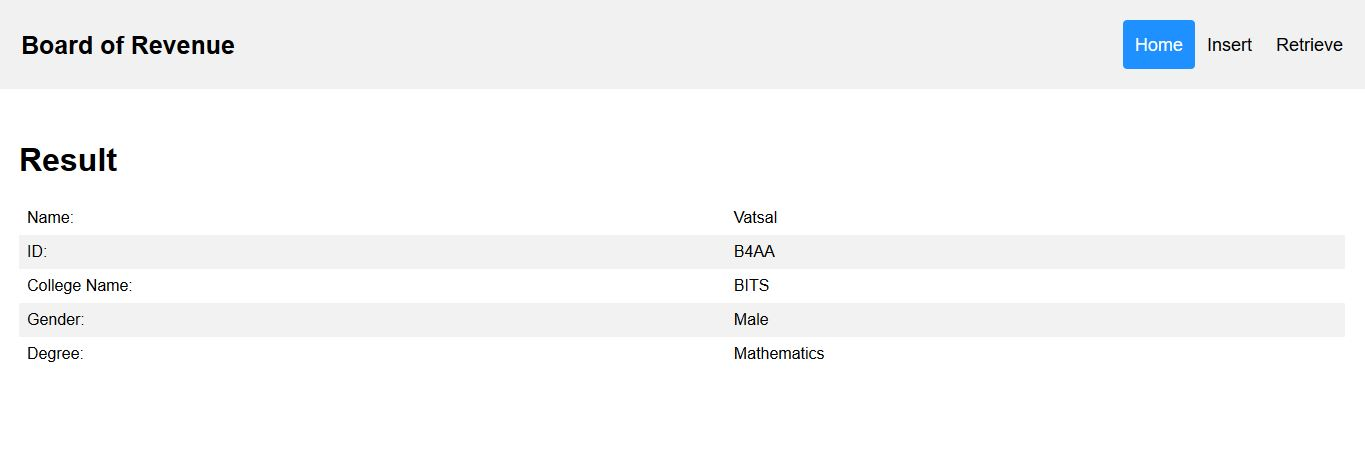 Board of Revenue Home Insert Retrieve
Result
Name: Vatsal
ID: B4AA
College Name: BITS
Gender: Male
Degree: Mathematics